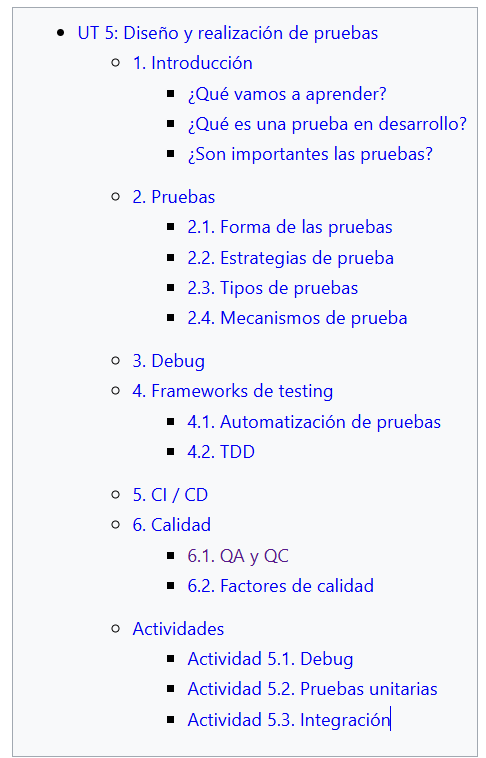 UT 5: Diseño y realización de pruebas
1. Introducción
¿Qué vamos a aprender?
¿Qué es una prueba en desarrollo?
¿Son importantes las pruebas?
2. Pruebas
2.1. Forma de las pruebas
2.2. Estrategias de prueba
2.3. Tipos de pruebas
2.4. Mecanismos de prueba
3. Debug
4. Frameworks de testing
4.1. Automatización de pruebas
4.2. TDD
5. CI / CD
6. Calidad
6.1. QA y QC
6.2. Factores de calidad
Actividades
Actividad 5.1. Debug
Actividad 5.2. Pruebas unitarias
Actividad 5.3. Integración